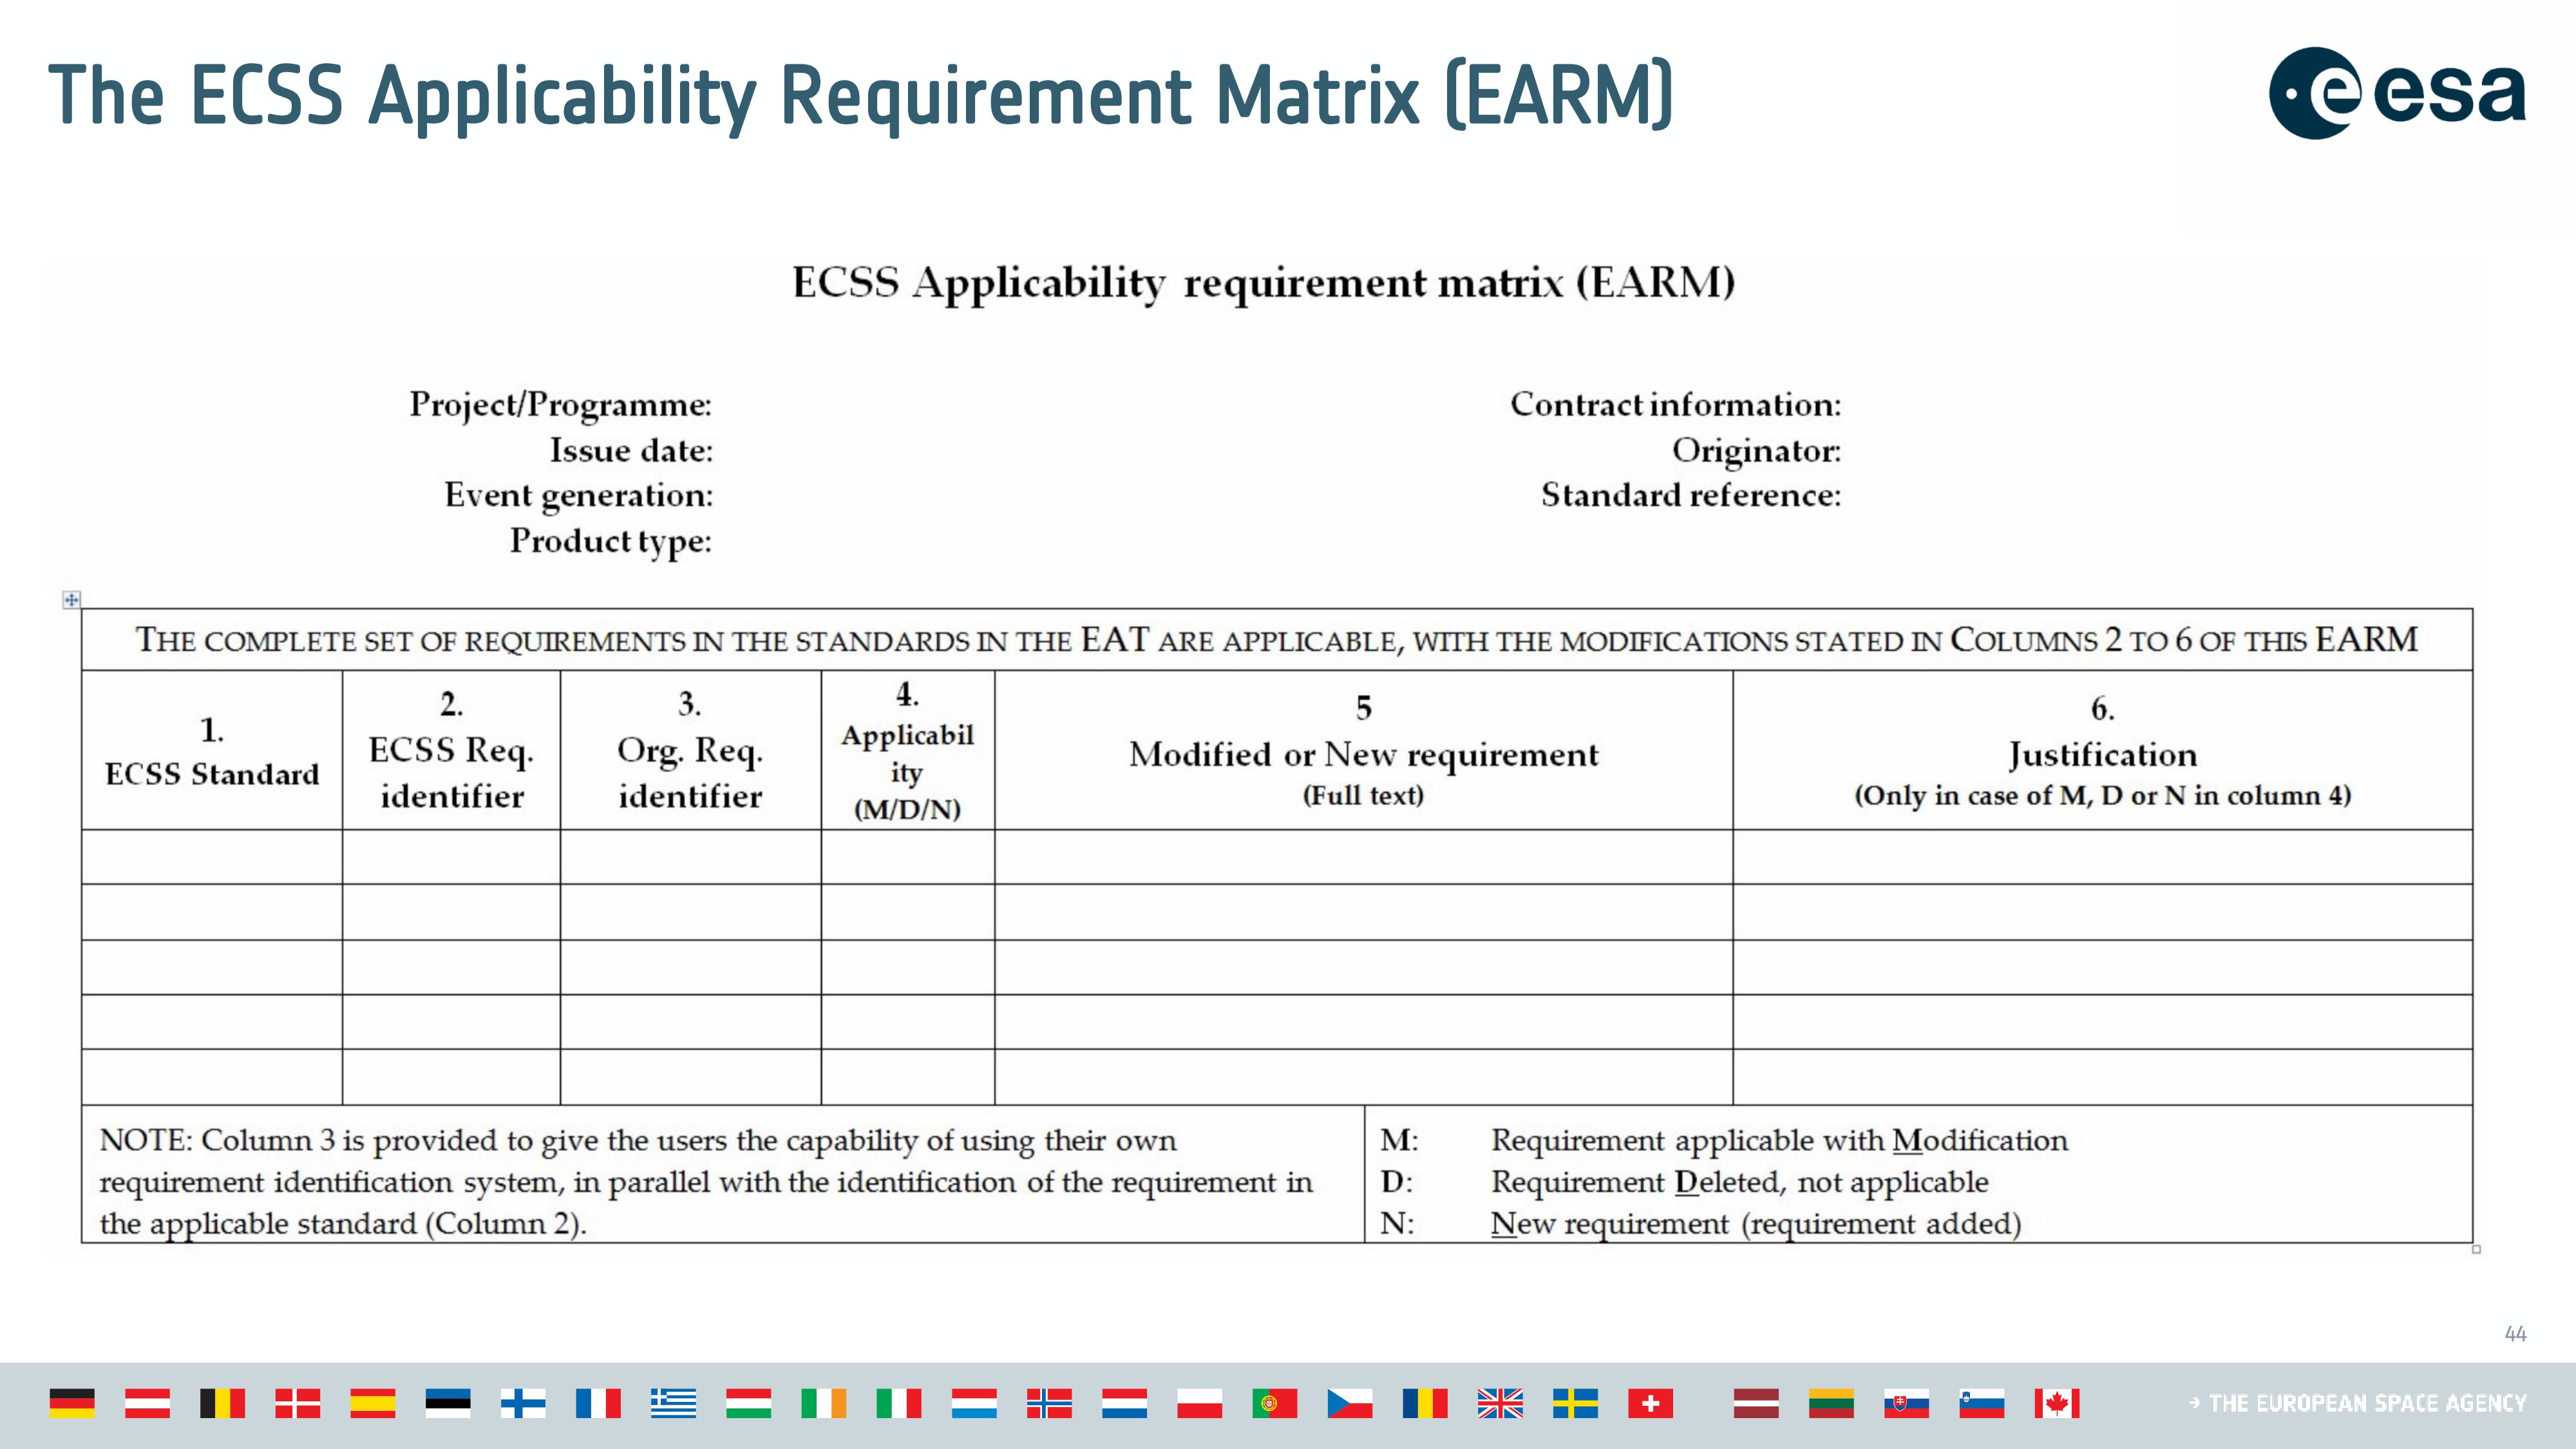 The ECSS Applicability Requirement Matrix (EARM)
esa
ECSS Applicability requirement matrix (EARM)
Project/Programme:
Issue date:
Event generation:
Product type:
Contract information:
Originator:
Standard reference:
THE COMPLETE SET OF REQUIREMENTS IN THE STANDARDS IN THE EAT ARE APPLICABLE, WITH THE MODIFICATIONS STATED IN COLUMNS 2 TO 6 OF THIS EARM
1.
ECSS Standard
2.
ECSS Req.
identifier
3.
Org. Req.
identifier
4.
Applicabil
ity
(M/D/N)
5
Modified or New requirement
(Full text)
6.
Justification
(Only in case of M, D or N in column 4)
NOTE: Column 3 is provided to give the users the capability of using their own
requirement identification system, in parallel with the identification of the requirement in
the applicable standard (Column 2).
M: Requirement applicable with Modification
D: Requirement Deleted, not applicable
N: New requirement (requirement added)
44
→ THE EUROPEAN SPACE AGENCY